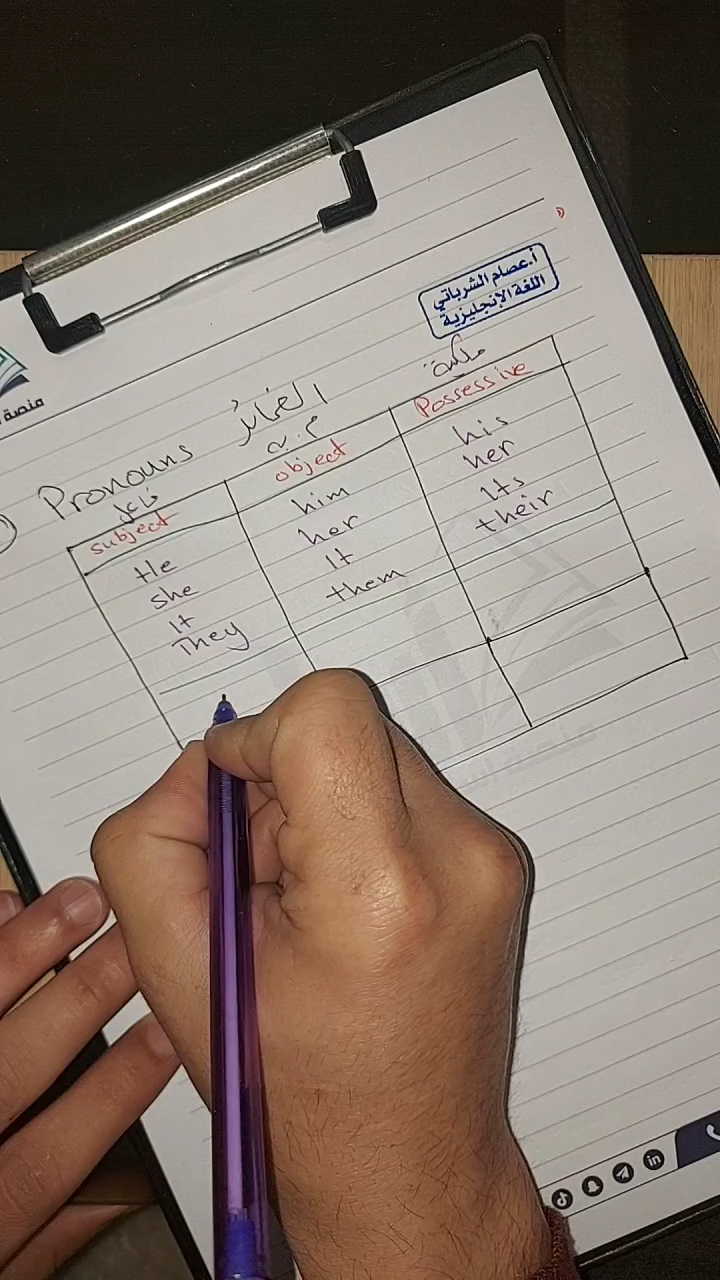 أ.عصام الشرباتي
اللغة الإنجليزية
Pronouns الضمائر
فاعل م.به ملكية
subject object Possessive
He him his
she her her
It It Its
They them their